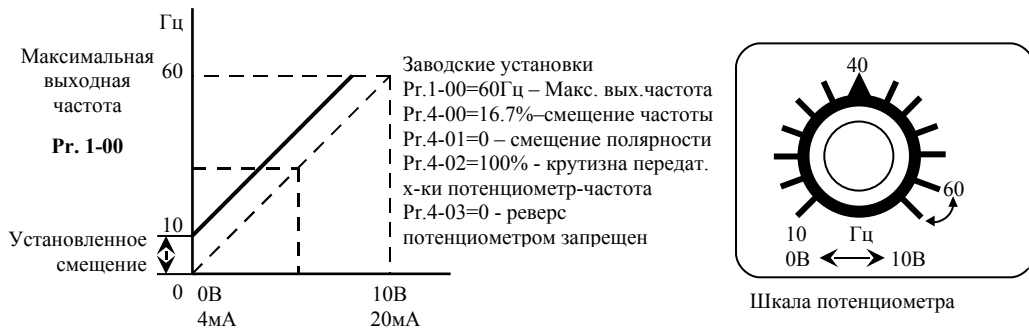 Гц
Максимальная
выходная
частота
Pr. 1-00
60
10
Установленное
смещение
0
0В
10В
4мА
20мА
Заводские установки
Pr.1-00=60Гц – Макс. вых.частота
Pr.4-00=16.7%–смещение частоты
Pr.4-01=0 – смещение полярности
Pr.4-02=100% - крутизна передат.
х-ки потенциометр-частота
Pr.4-03=0 - реверс
потенциометром запрещен
40
60
10
Гц
0В
10В
Шкала потенциометра